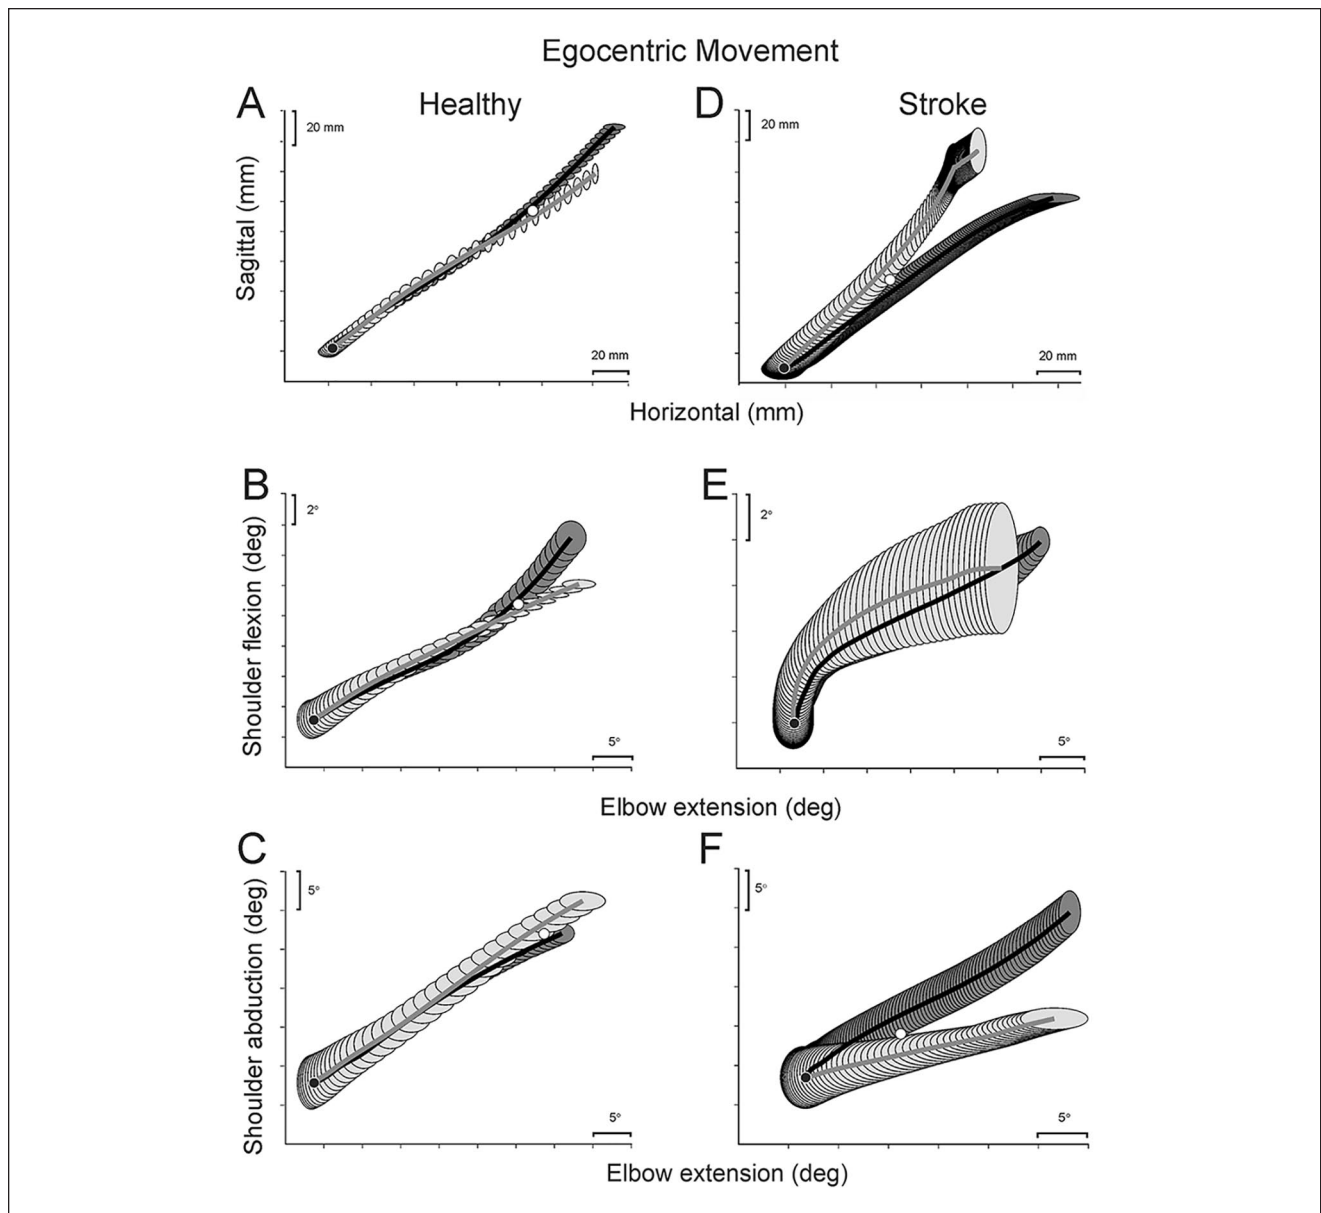 Egocentric Movement
A
Healthy
D
Stroke
20 mm
20 mm
Sagittal (mm)
20 mm
20 mm
Horizontal (mm)
B
E
2°
2°
Shoulder flexion (deg)
5°
5°
Elbow extension (deg)
C
F
5°
5°
Shoulder abduction (deg)
5°
5°
Elbow extension (deg)